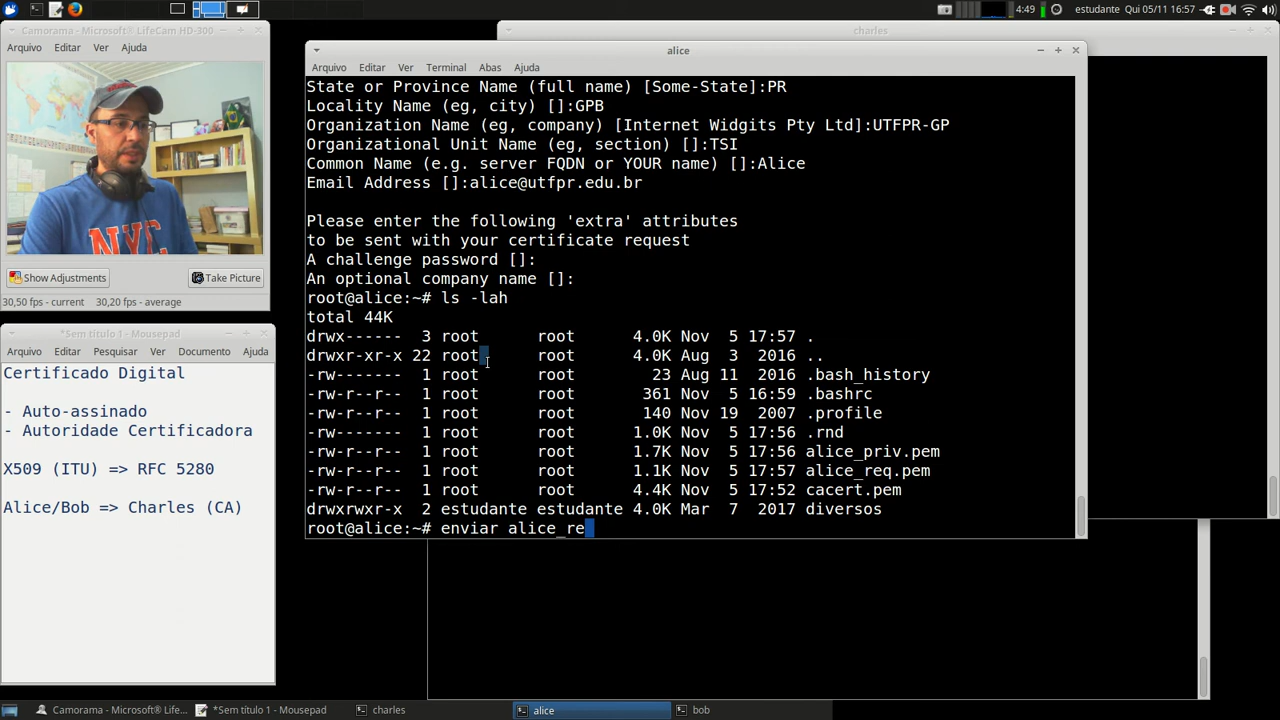 4:49
estudante
Qui 05/11 16:57
Camorama - Microsoft® LifeCam HD-300
Arquivo Editar Ver Ajuda
Show Adjustments
Take Picture
30,50 fps - current 30,20 fps - average
*Sem título 1 - Mousepad
Arquivo Editar Pesquisar Ver Documento Ajuda
Certificado Digital
- Auto-assinado
- Autoridade Certificadora
X509 (ITU) => RFC 5280
Alice/Bob => Charles (CA)
charles
alice
Arquivo Editar Ver Terminal Abas Ajuda
State or Province Name (full name) [Some-State]:PR
Locality Name (eg, city) []:GPB
Organization Name (eg, company) [Internet Widgits Pty Ltd]:UTFPR-GP
Organizational Unit Name (eg, section) []:TSI
Common Name (e.g. server FQDN or YOUR name) []:Alice
Email Address []:alice@utfpr.edu.br
Please enter the following 'extra' attributes
to be sent with your certificate request
A challenge password []:
An optional company name []:
root@alice:~# ls -lah
total 44K
drwx------ 3 root root 4.0K Nov 5 17:57 .
drwxr-xr-x 22 root root 4.0K Aug 3 2016 ..
-rw------- 1 root root 23 Aug 11 2016 .bash_history
-rw-r--r-- 1 root root 361 Nov 5 16:59 .bashrc
-rw-r--r-- 1 root root 140 Nov 19 2007 .profile
-rw------- 1 root root 1.0K Nov 5 17:56 .rnd
-rw-r--r-- 1 root root 1.7K Nov 5 17:56 alice_priv.pem
-rw-r--r-- 1 root root 1.1K Nov 5 17:57 alice_req.pem
-rw-r--r-- 1 root root 4.4K Nov 5 17:52 cacert.pem
drwxrwxr-x 2 estudante estudante 4.0K Mar 7 2017 diversos
root@alice:~# enviar alice_re
NYC
Camorama - Microsoft® Life...
*Sem título 1 - Mousepad
charles
alice
bob